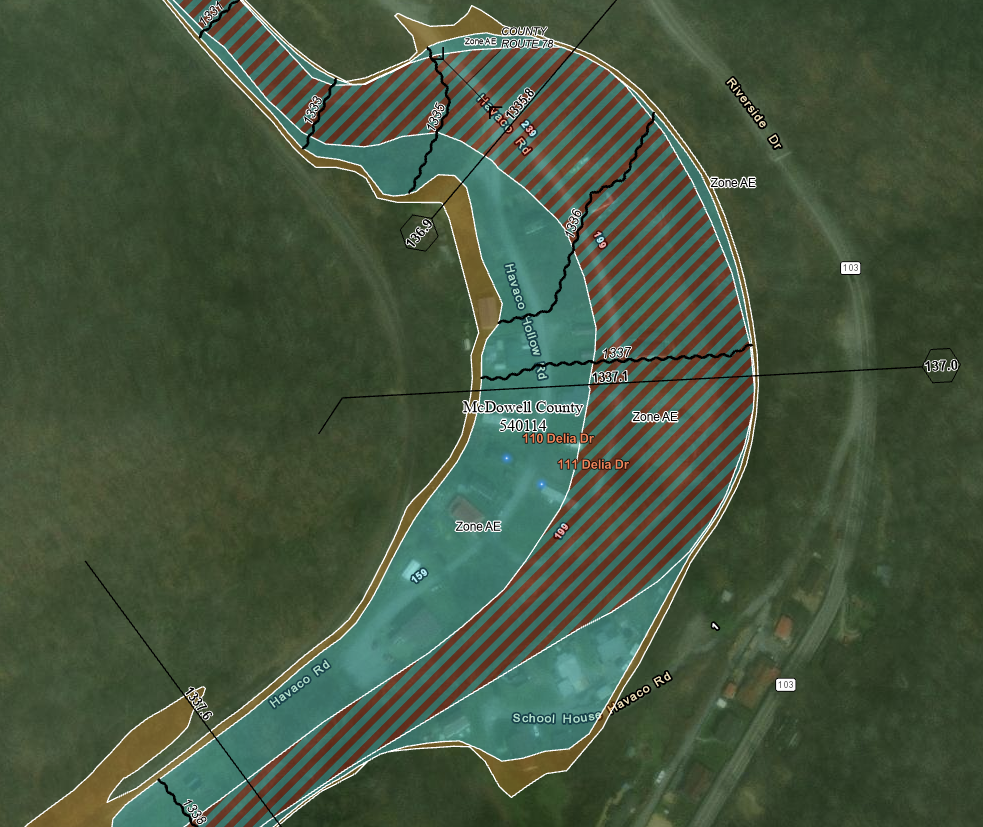 1331
COUNTY
ROUTE 78
Zone AE
1333
1335
1335.8
Havaco Rd
239
Riverside Dr
Zone AE
136.9
1336
199
103
Havaco Hollow Rd
1337
1337.1
137.0
McDowell County
540114
Zone AE
110 Delia Dr
111 Delia Dr
Zone AE
199
159
1
Havaco Rd
1337.6
School House Havaco Rd
103
1338